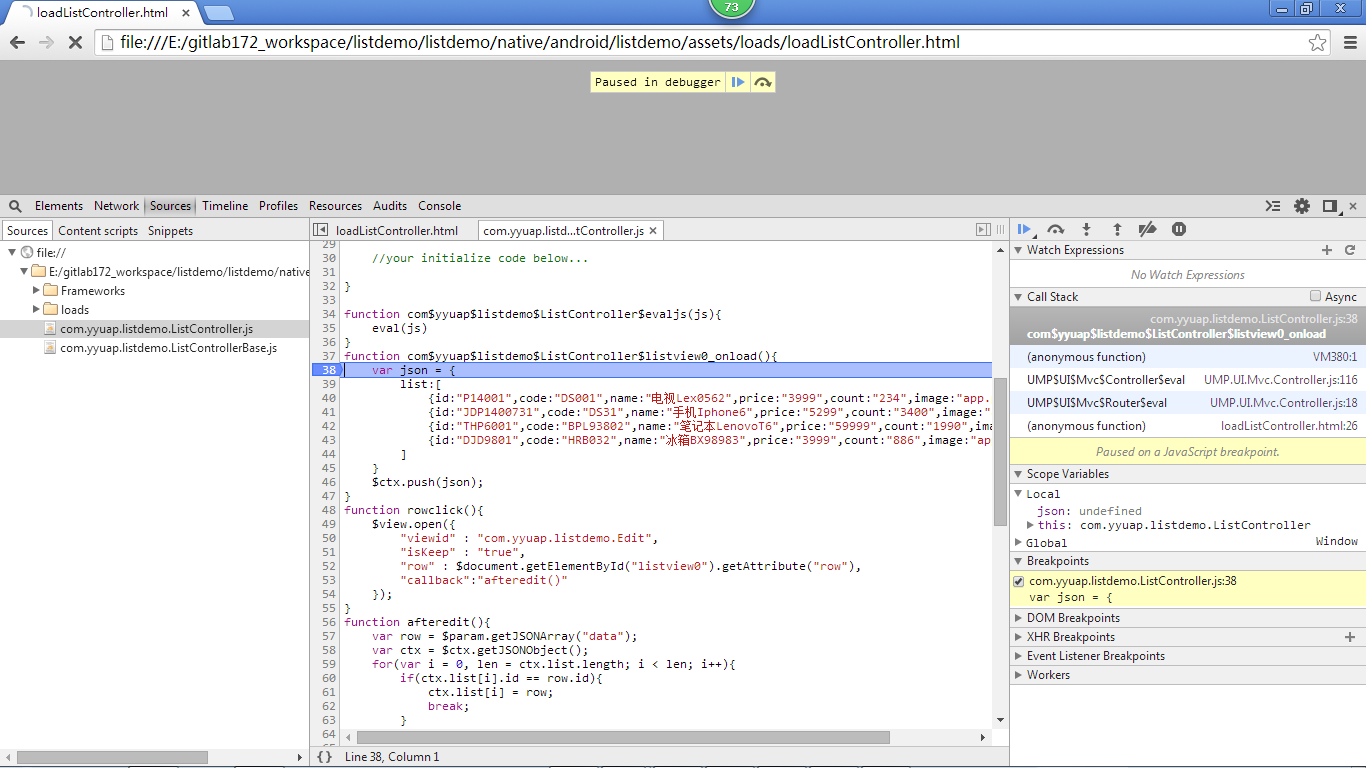 73
loadListController.html
file:///E:/gitlab172_workspace/listdemo/listdemo/native/android/listdemo/assets/loads/loadListController.html
Paused in debugger
Elements Network Sources Timeline Profiles Resources Audits Console
Sources Content scripts Snippets
file://
E:/gitlab172_workspace/listdemo/listdemo/native
Frameworks
loads
com.yyuap.listdemo.ListController.js
com.yyuap.listdemo.ListControllerBase.js
loadListController.html com.yyuap.listd...tController.js
29
30 //your initialize code below...
31
32 }
33
34 function com$yyuap$listdemo$ListController$evaljs(js){
35 eval(js)
36 }
37 function com$yyuap$listdemo$ListController$listview0_onload(){
38 var json = {
39 list:[
40 {id:"P14001",code:"DS001",name:"电视Lex0562",price:"3999",count:"234",image:"app.
41 {id:"JDP1400731",code:"DS31",name:"手机Iphone6",price:"5299",count:"3400",image:"
42 {id:"THP6001",code:"BPL93802",name:"笔记本LenovoT6",price:"59999",count:"1990",ima
43 {id:"DJD9801",code:"HRB032",name:"冰箱BX98983",price:"3999",count:"886",image:"ap
44 ]
45 }
46 $ctx.push(json);
47 }
48 function rowclick(){
49 $view.open({
50 "viewid" : "com.yyuap.listdemo.Edit",
51 "isKeep" : "true",
52 "row" : $document.getElementById("listview0").getAttribute("row"),
53 "callback":"afteredit()"
54 });
55 }
56 function afteredit(){
57 var row = $param.getJSONArray("data");
58 var ctx = $ctx.getJSONObject();
59 for(var i = 0, len = ctx.list.length; i < len; i++){
60 if(ctx.list[i].id == row.id){
61 ctx.list[i] = row;
62 break;
63 }
64
{} Line 38, Column 1
Watch Expressions
No Watch Expressions
Call Stack Async
com.yyuap.listdemo.ListController.js:38
com$yyuap$listdemo$ListController$listview0_onload
(anonymous function) VM380:1
UMP$UI$Mvc$Controller$eval UMP.UI.Mvc.Controller.js:116
UMP$UI$Mvc$Router$eval UMP.UI.Mvc.Controller.js:18
(anonymous function) loadListController.html:26
Paused on a JavaScript breakpoint.
Scope Variables
Local
json: undefined
this: com.yyuap.listdemo.ListController
Global Window
Breakpoints
com.yyuap.listdemo.ListController.js:38
var json = {
DOM Breakpoints
XHR Breakpoints
Event Listener Breakpoints
Workers